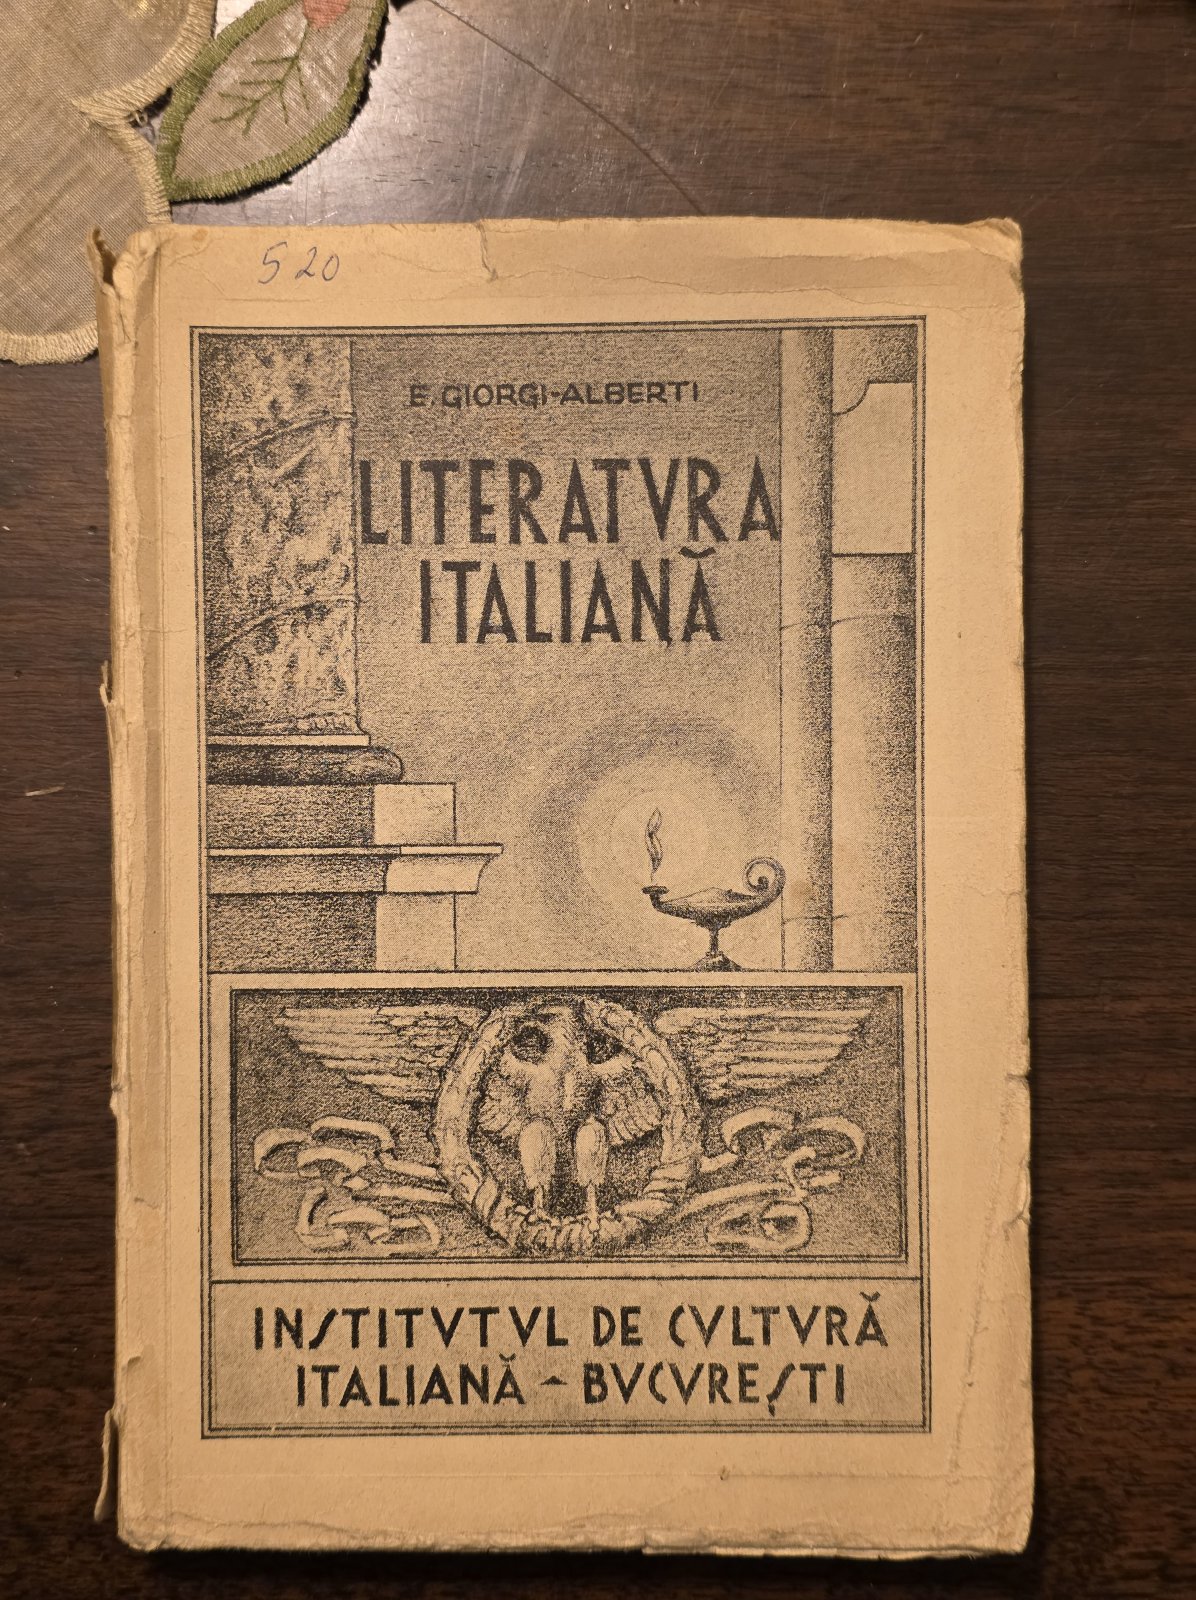 520
E. GIORGI-ALBERTI
LITERATVRA
ITALIANĂ
INSTITVTVL DE CVLTVRĂ
ITALIANĂ - BVCVREȘTI